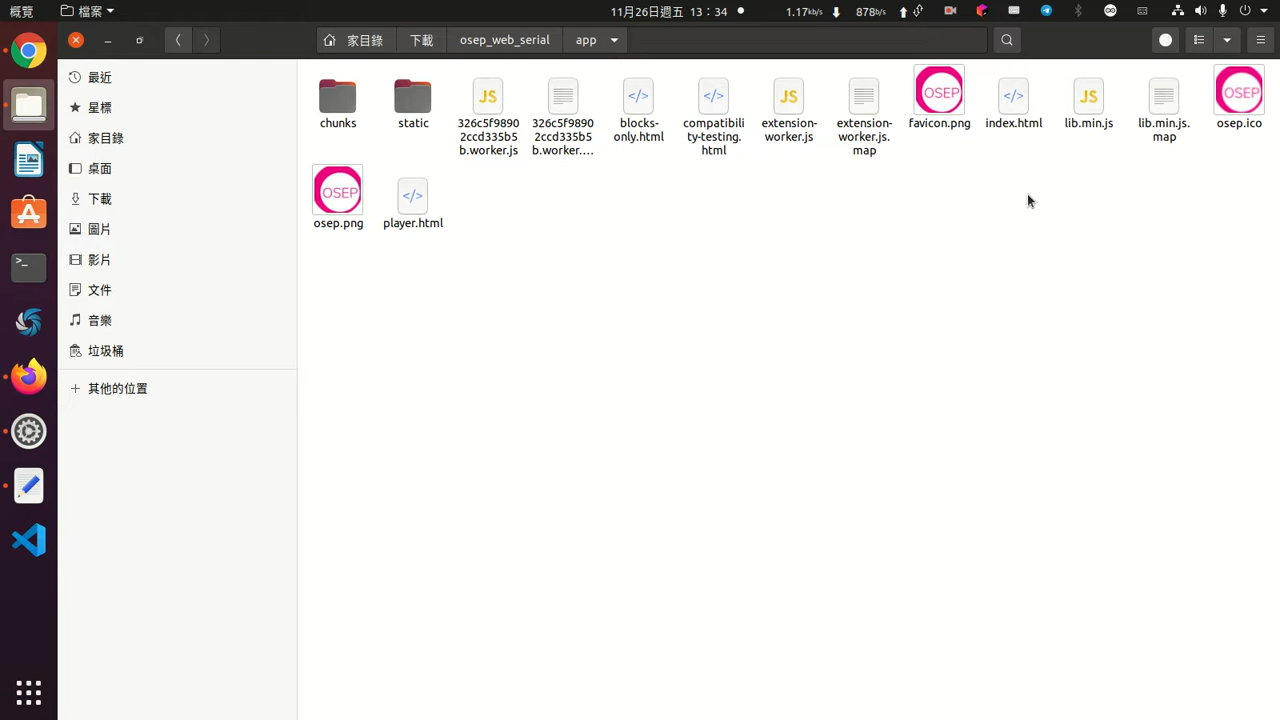 概覽
檔案
11月26日週五 13：34
1.17kb/s
878b/s
家目錄
下載
osep_web_serial
app
最近
星標
家目錄
桌面
下載
圖片
影片
文件
音樂
垃圾桶
其他的位置
chunks
static
JS
326c5f9890
2ccd335b5
b.worker.js
326c5f9890
2ccd335b5
b.worker.…
</>
blocks-
only.html
</>
compatibili
ty-testing.
html
JS
extension-
worker.js
extension-
worker.js.
map
OSEP
favicon.png
</>
index.html
JS
lib.min.js
lib.min.js.
map
OSEP
osep.ico
OSEP
osep.png
</>
player.html
>_